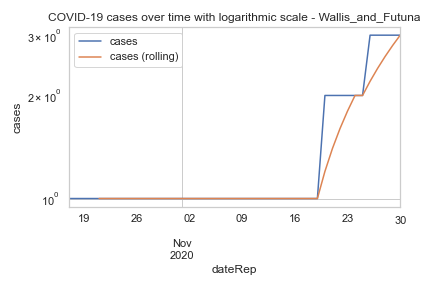 COVID-19 cases over time with logarithmic scale - Wallis_and_Futuna
3 × 10⁰
2 × 10⁰
10⁰
cases
cases
cases (rolling)
19 26 02 09 16 23 30
Nov
2020
dateRep